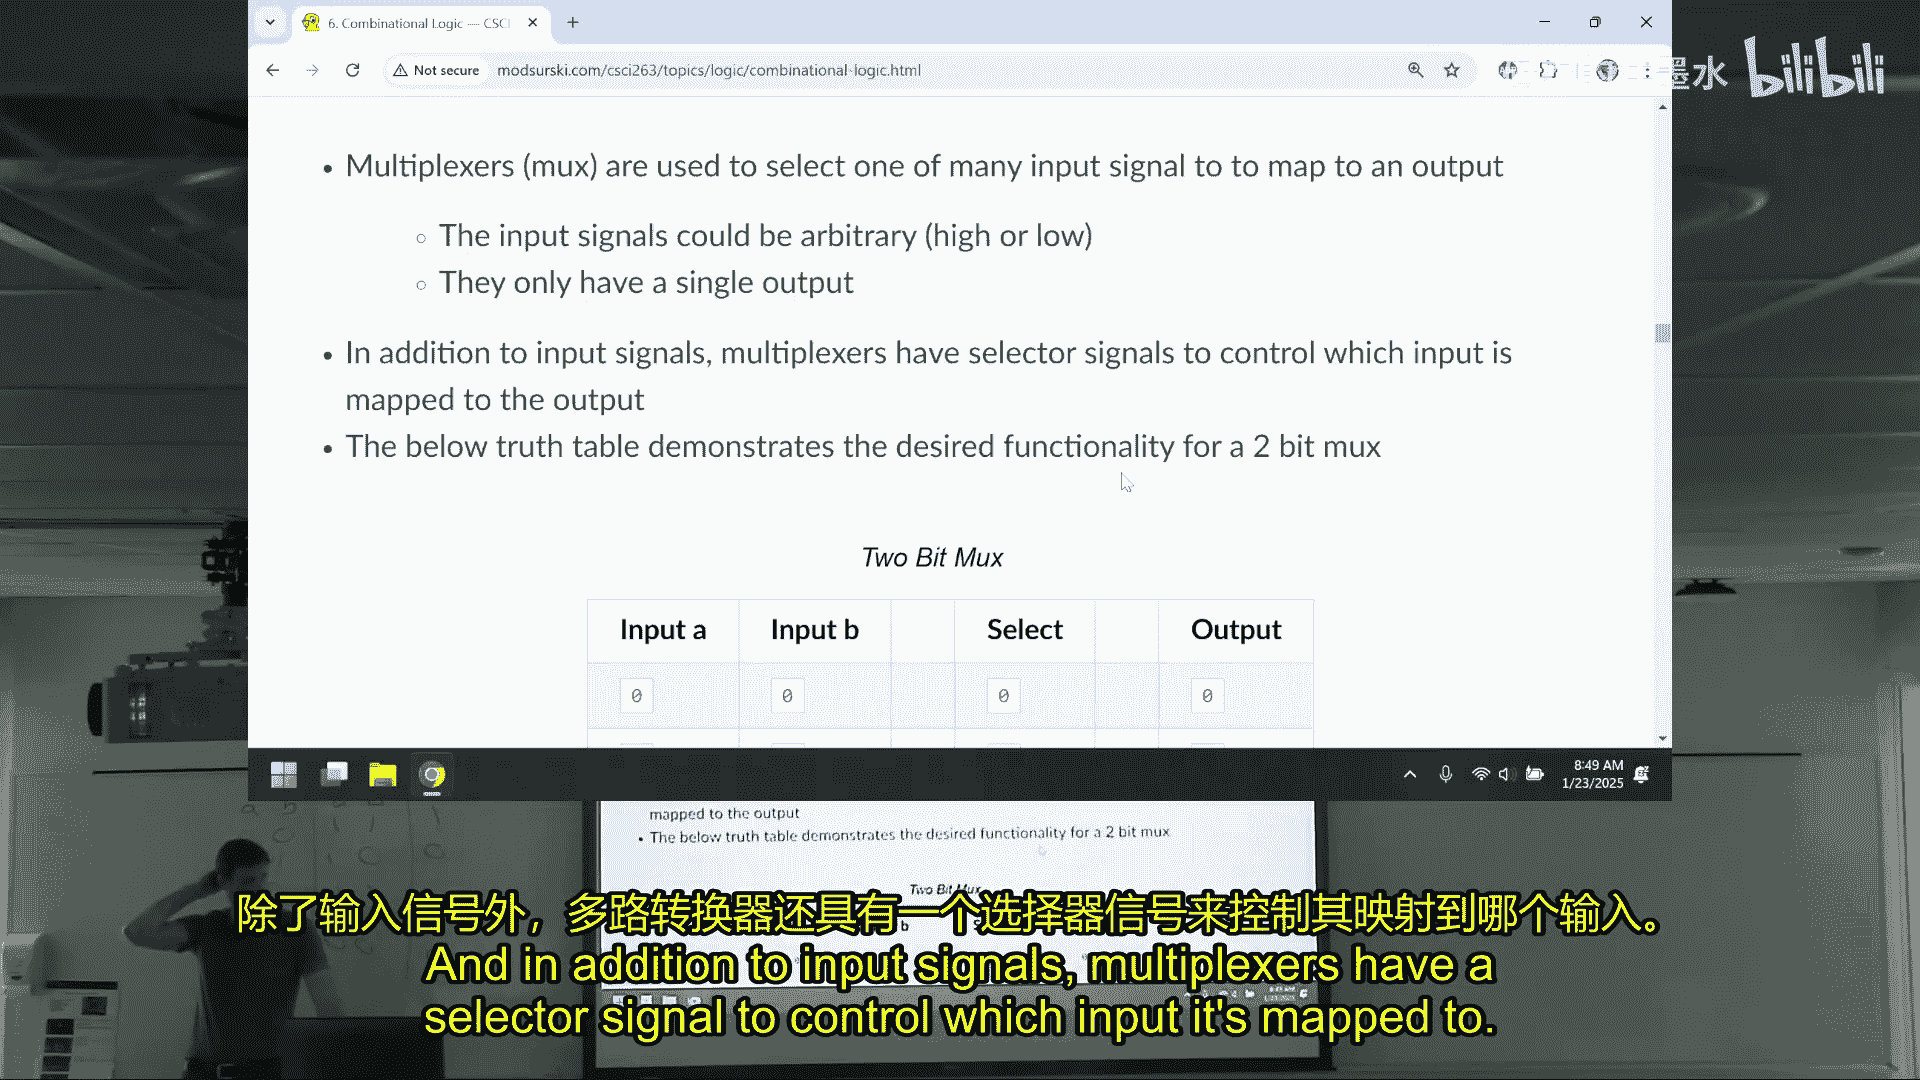 6. Combinational Logic — CSCI
Not secure
modsurski.com/csci263/topics/logic/combinational-logic.html
墨水 bilibili
• Multiplexers (mux) are used to select one of many input signal to to map to an output
○ The input signals could be arbitrary (high or low)
○ They only have a single output
• In addition to input signals, multiplexers have selector signals to control which input is
mapped to the output
• The below truth table demonstrates the desired functionality for a 2 bit mux
Two Bit Mux
Input a Input b Select Output
0 0 0 0
8:49 AM
1/23/2025
mapped to the output
• The below truth table demonstrates the desired functionality for a 2 bit mux
Two Bit Mux
除了输入信号外，多路转换器还具有一个选择器信号来控制其映射到哪个输入。
And in addition to input signals, multiplexers have a
selector signal to control which input it's mapped to.